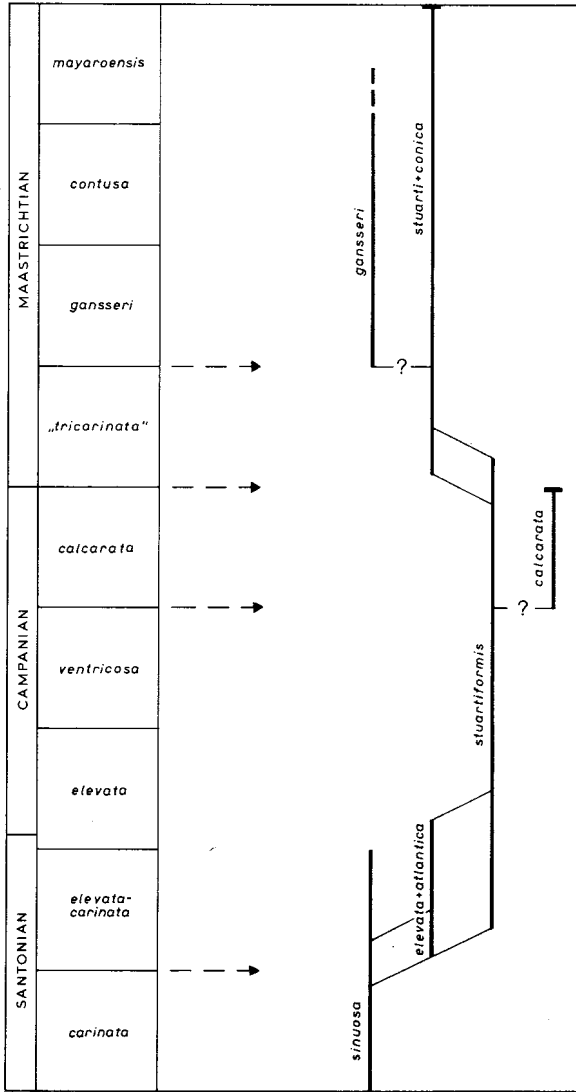 MAASTRICHTIAN
CAMPANIAN
SANTONIAN
mayaroensis
contusa
gansseri
„tricarinata"
calcarata
ventricosa
elevata
elevata-
carinata
carinata
gansseri
stuarti+conica
?
calcarata
?
stuartiformis
elevata+atlantica
sinuosa